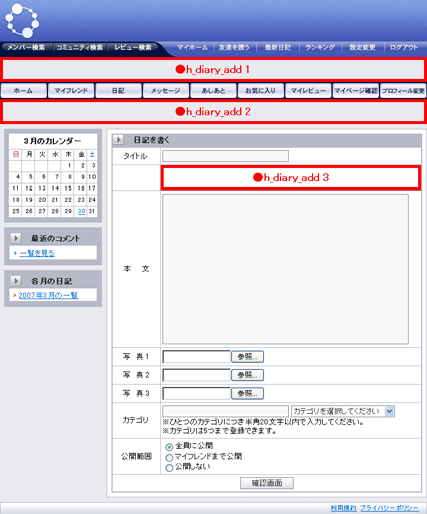 メンバー検索 コミュニティ検索 レビュー検索 マイホーム 友達を誘う 最新日記 ランキング 設定変更 ログアウト
●h_diary_add 1
ホーム マイフレンド 日記 メッセージ あしあと お気に入り マイレビュー マイページ確認 プロフィール変更
●h_diary_add 2
3月のカレンダー
日 月 火 水 木 金 土
1 2 3
4 5 6 7 8 9 10
11 12 13 14 15 16 17
18 19 20 21 22 23 24
25 26 27 28 29 30 31
最近のコメント
一覧を見る
各月の日記
2007年3月の一覧
日記を書く
タイトル
●h_diary_add 3
本 文
写 真 1 参照...
写 真 2 参照...
写 真 3 参照...
カテゴリ カテゴリを選択してください
※ひとつのカテゴリにつき半角20文字以内で入力してください。
※カテゴリは5つまで登録できます。
公開範囲 全員に公開
マイフレンドまで公開
公開しない
確認画面
利用規約 プライバシーポリシー